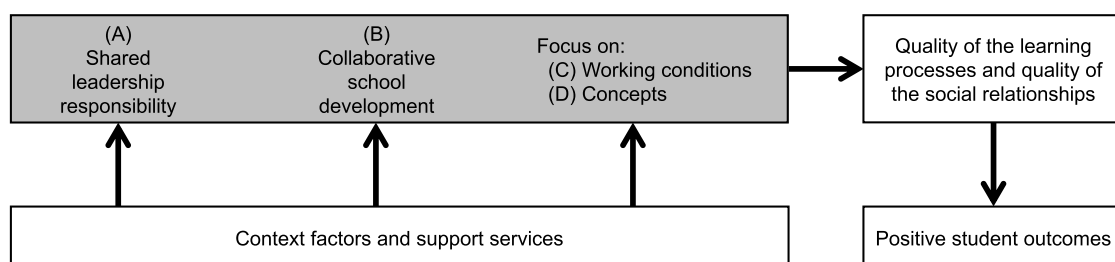 (A)
Shared
leadership
responsibility
(B)
Collaborative
school
development
Focus on:
(C) Working conditions
(D) Concepts
Quality of the learning
processes and quality of
the social relationships
Context factors and support services
Positive student outcomes